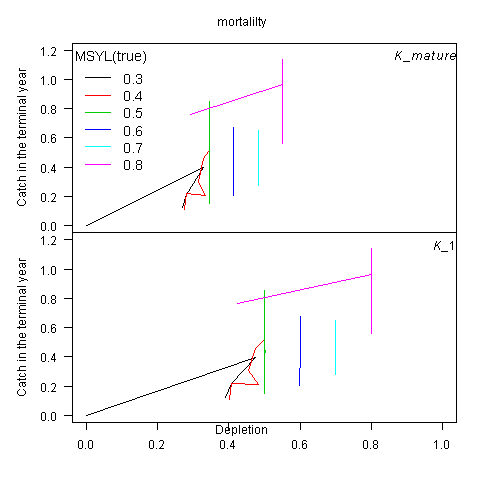 mortalilty
K_mature
MSYL(true)
0.3
0.4
0.5
0.6
0.7
0.8
Catch in the terminal year
1.2
1.0
0.8
0.6
0.4
0.2
0.0
K_1
Catch in the terminal year
1.2
1.0
0.8
0.6
0.4
0.2
0.0
Depletion
0.0 0.2 0.4 0.6 0.8 1.0